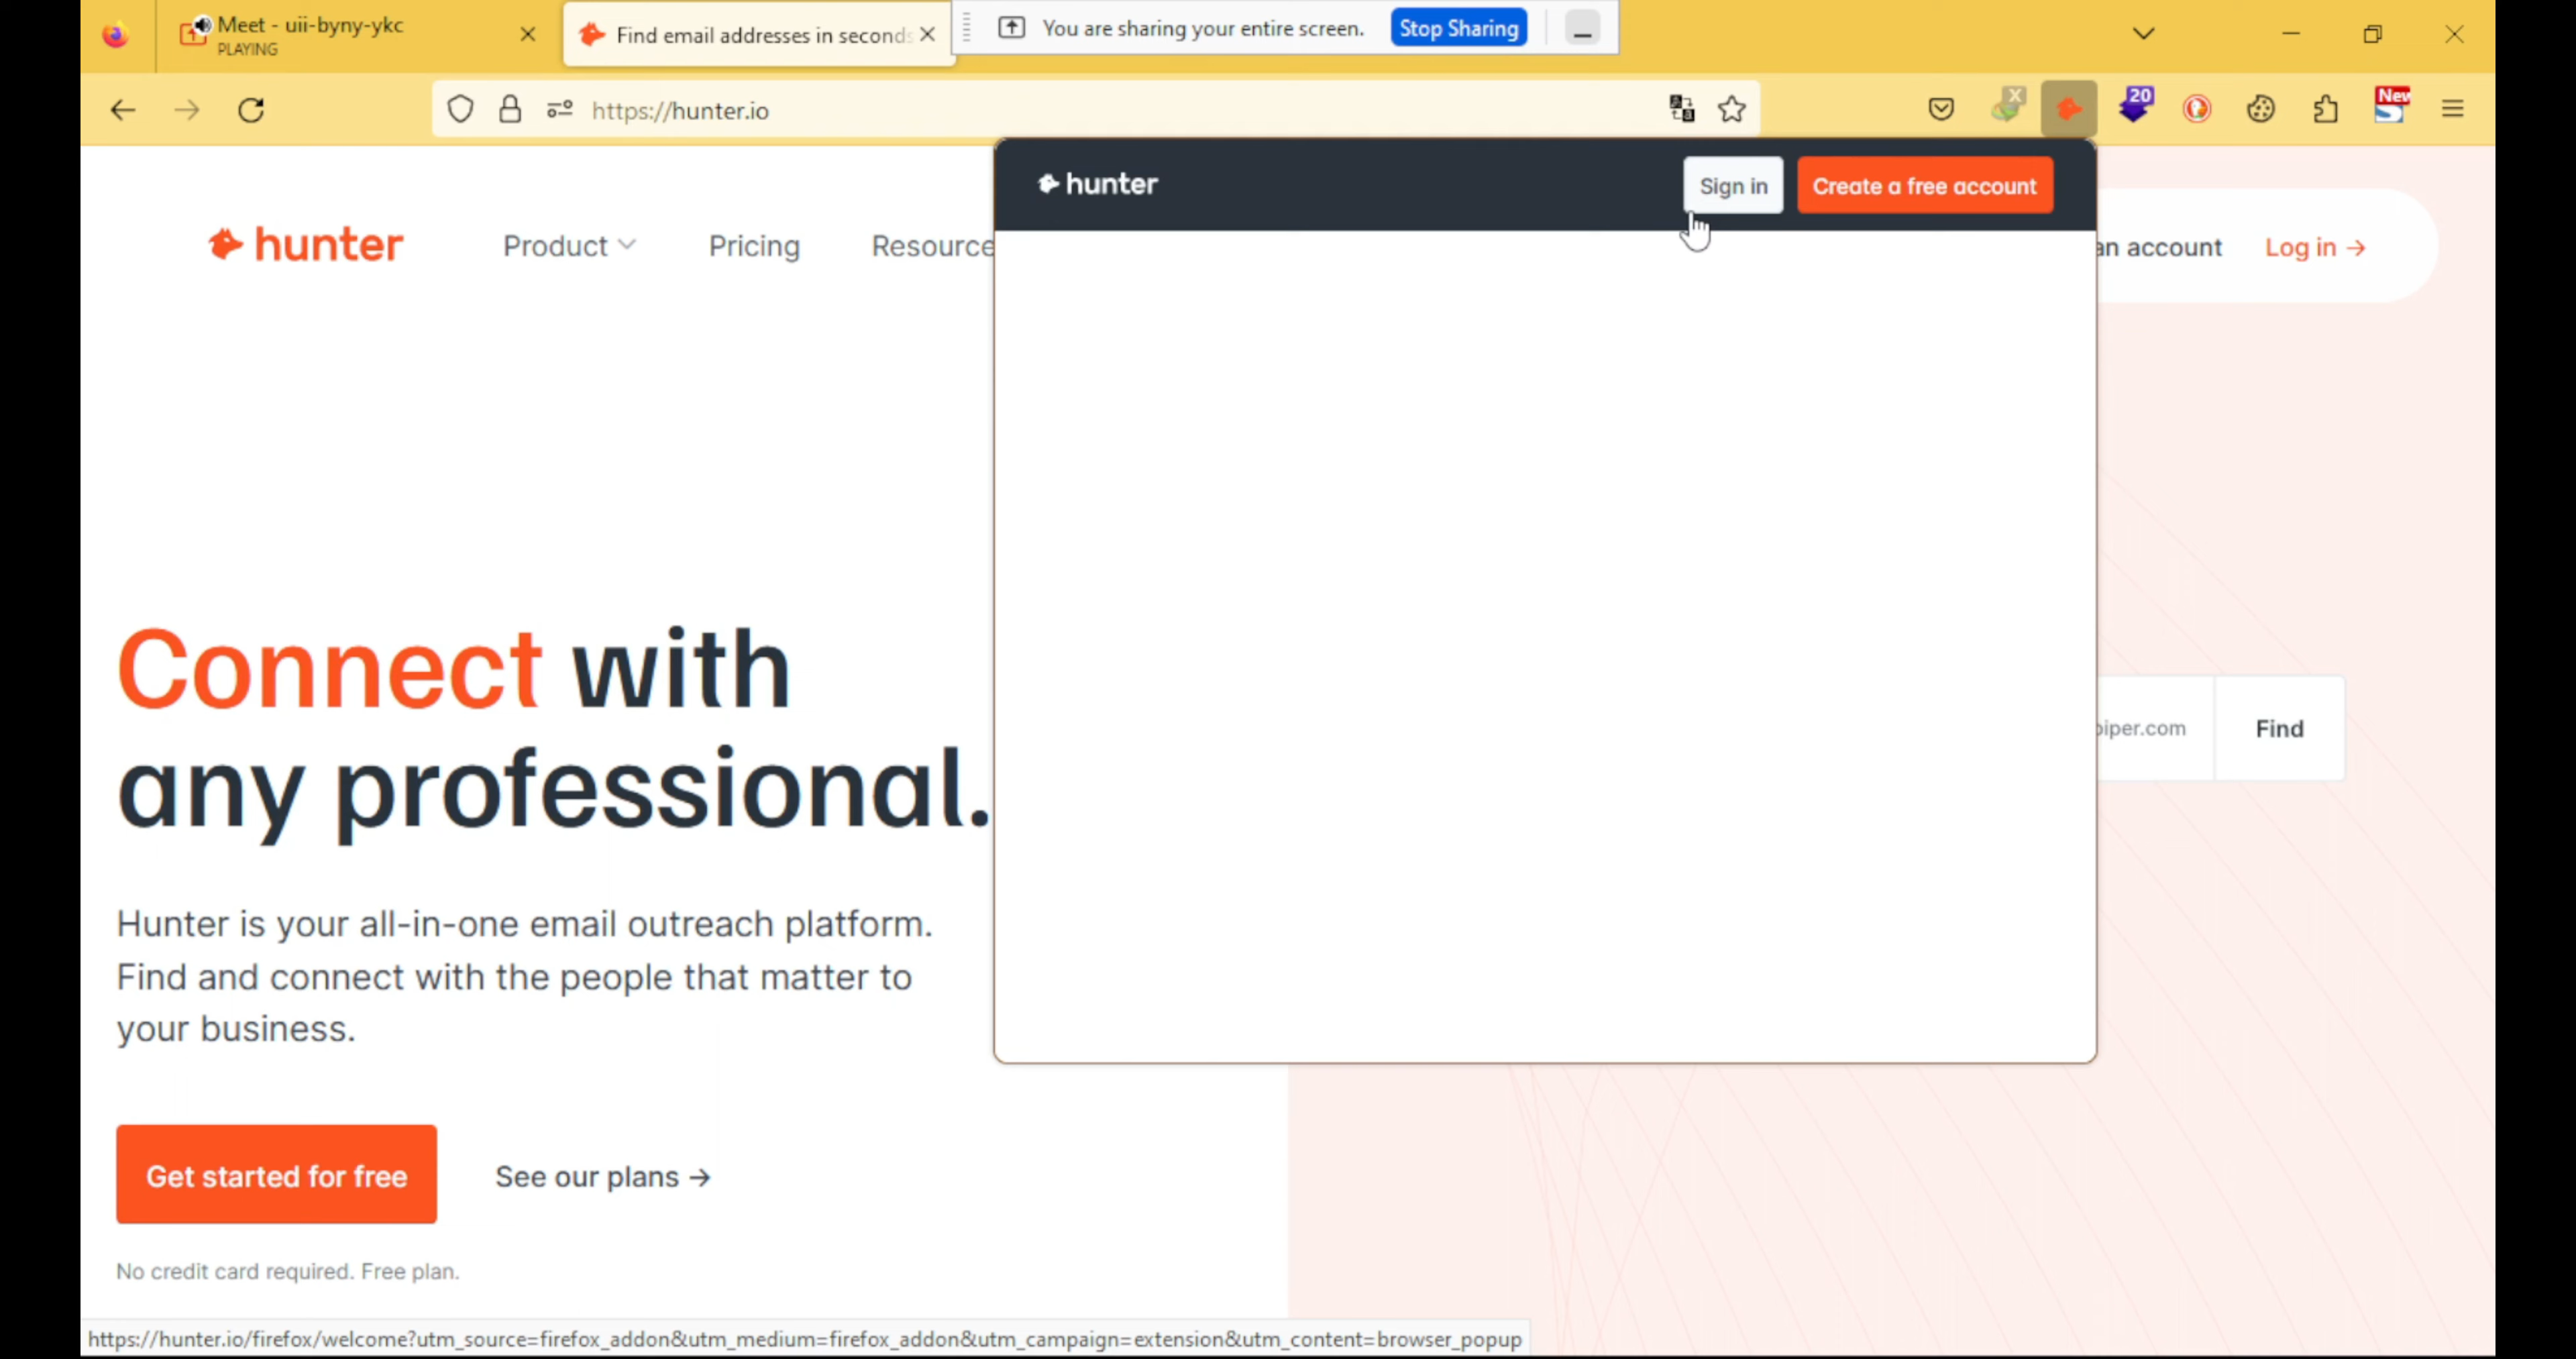 Meet - uii-byny-ykc
PLAYING
Find email addresses in seconds
You are sharing your entire screen.
Stop Sharing
https://hunter.io
X
20
New
hunter
Sign in
Create a free account
hunter
Product
Pricing
Resource
an account
Log in →
Connect with
any professional.
piper.com
Find
Hunter is your all-in-one email outreach platform.
Find and connect with the people that matter to
your business.
Get started for free
See our plans →
No credit card required. Free plan.
https://hunter.io/firefox/welcome?utm_source=firefox_addon&utm_medium=firefox_addon&utm_campaign=extension&utm_content=browser_popup